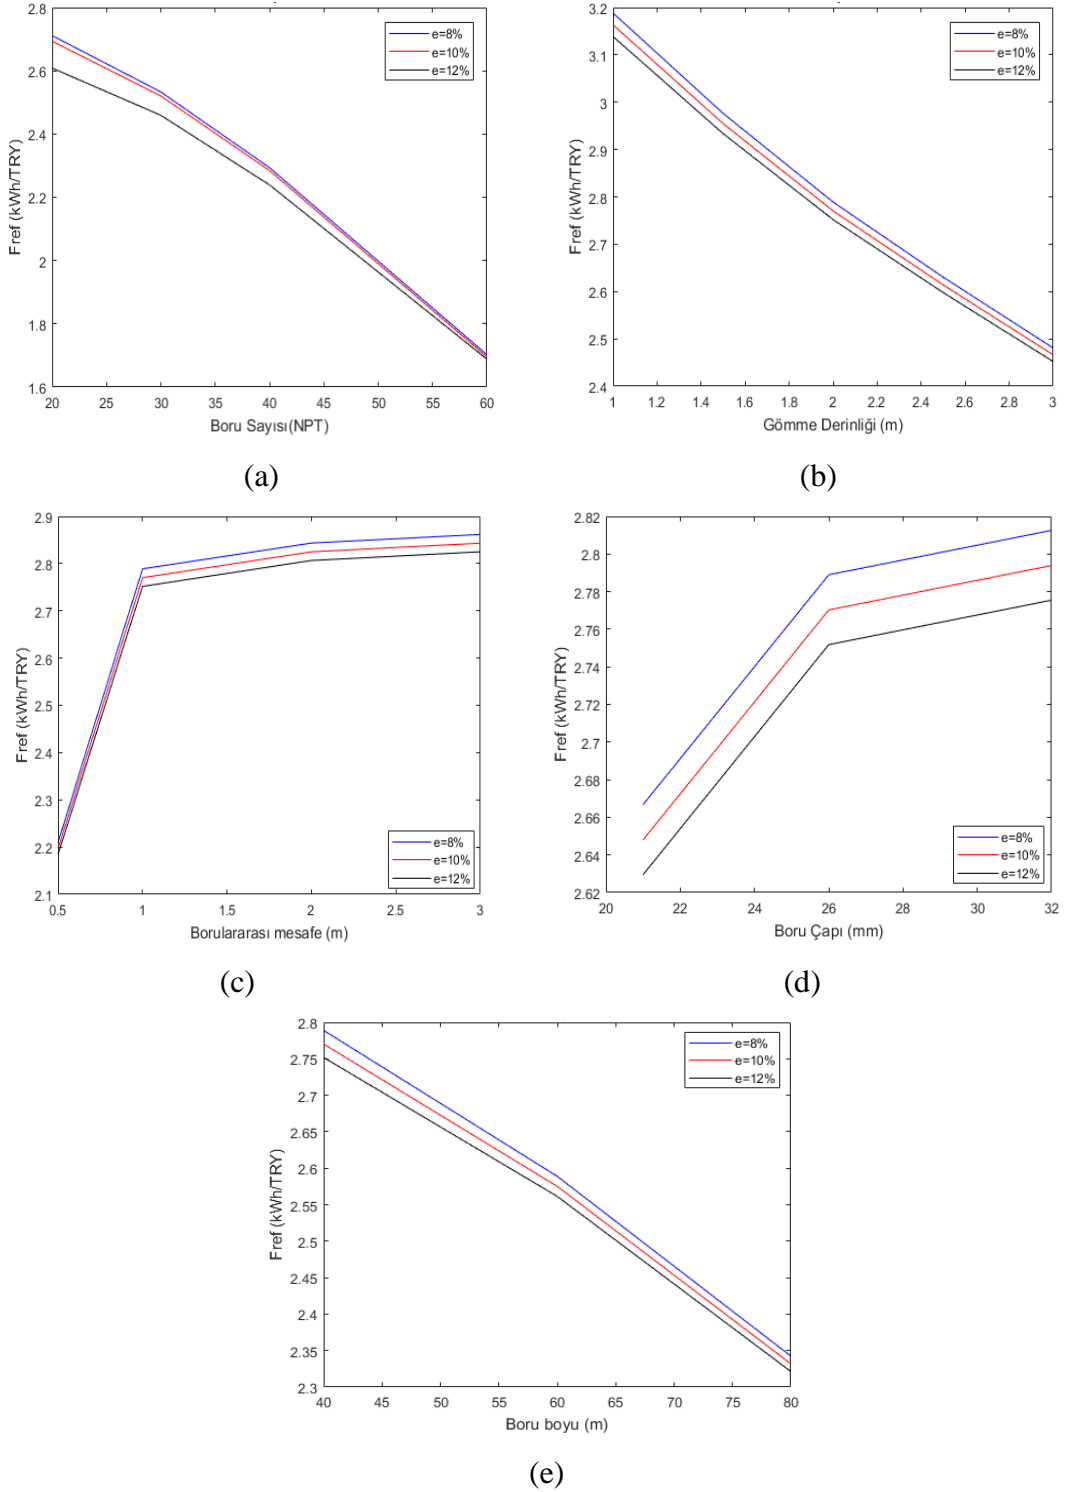 2.8
2.6
2.4
2.2
2
1.8
1.6
Fref (kWh/TRY)
e=8%
e=10%
e=12%
20 25 30 35 40 45 50 55 60
Boru Sayısı(NPT)
(a)
3.2
3.1
3
2.9
2.8
2.7
2.6
2.5
2.4
Fref (kWh/TRY)
e=8%
e=10%
e=12%
1 1.2 1.4 1.6 1.8 2 2.2 2.4 2.6 2.8 3
Gömme Derinliği (m)
(b)
2.9
2.8
2.7
2.6
2.5
2.4
2.3
2.2
2.1
Fref (kWh/TRY)
e=8%
e=10%
e=12%
0.5 1 1.5 2 2.5 3
Borulararası mesafe (m)
(c)
2.82
2.8
2.78
2.76
2.74
2.72
2.7
2.68
2.66
2.64
2.62
Fref (kWh/TRY)
e=8%
e=10%
e=12%
20 22 24 26 28 30 32
Boru Çapı (mm)
(d)
2.8
2.75
2.7
2.65
2.6
2.55
2.5
2.45
2.4
2.35
2.3
Fref (kWh/TRY)
e=8%
e=10%
e=12%
40 45 50 55 60 65 70 75 80
Boru boyu (m)
(e)